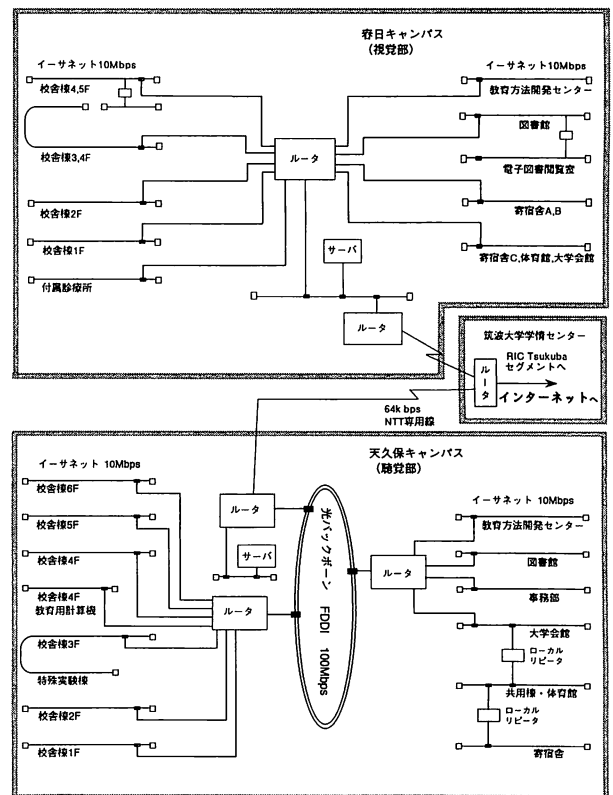 春日キャンパス
(視覚部)
イーサネット10Mbps
校舎棟4,5F
校舎棟3,4F
校舎棟2F
校舎棟1F
付属診療所
ルータ
イーサネット10Mbps
教育方法開発センター
図書館
電子図書閲覧室
寄宿舎A,B
寄宿舎C,体育館,大学会館
サーバ
ルータ
筑波大学学情センター
ルータ
RIC Tsukuba
セグメントへ
インターネットへ
64k bps
NTT専用線
天久保キャンパス
(聴覚部)
イーサネット 10Mbps
校舎棟6F
校舎棟5F
校舎棟4F
校舎棟4F
教育用計算機
校舎棟3F
特殊実験棟
校舎棟2F
校舎棟1F
ルータ
サーバ
ルータ
光バックボーン FDDI 100Mbps
ルータ
イーサネット 10Mbps
教育方法開発センター
図書館
事務部
大学会館
ローカル
リピータ
共用棟・体育館
ローカル
リピータ
寄宿舎